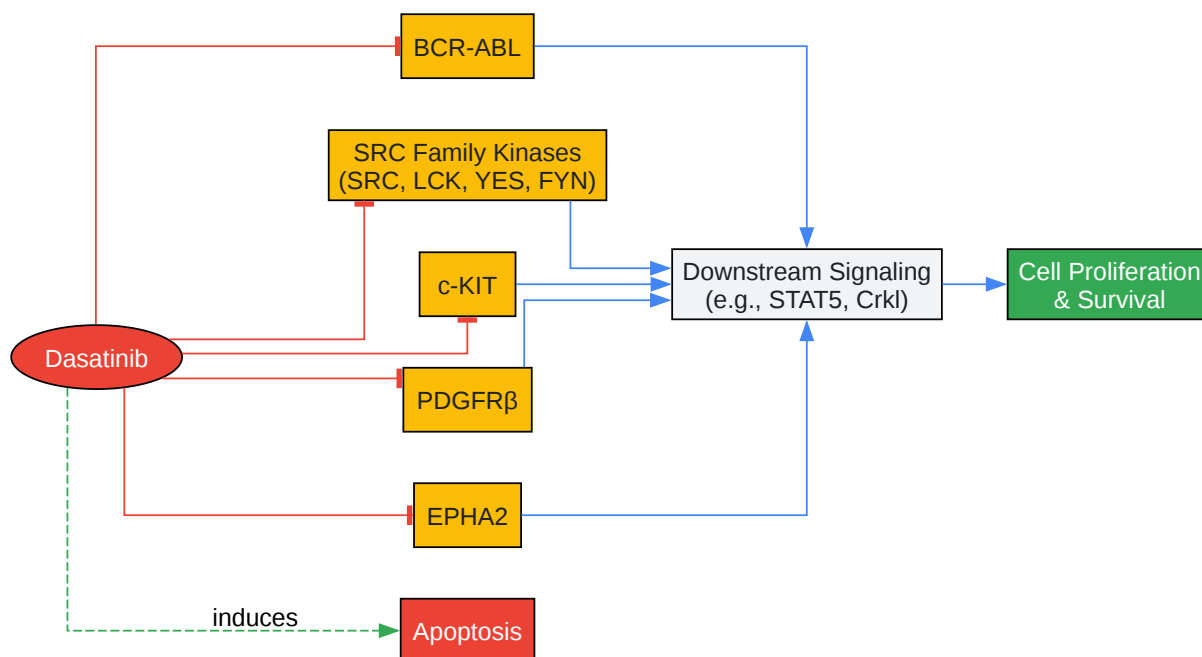 BCR-ABL
SRC Family Kinases
(SRC, LCK, YES, FYN)
c-KIT
Downstream Signaling
(e.g., STAT5, Crkl)
Cell Proliferation
& Survival
Dasatinib
PDGFRβ
EPHA2
induces
Apoptosis